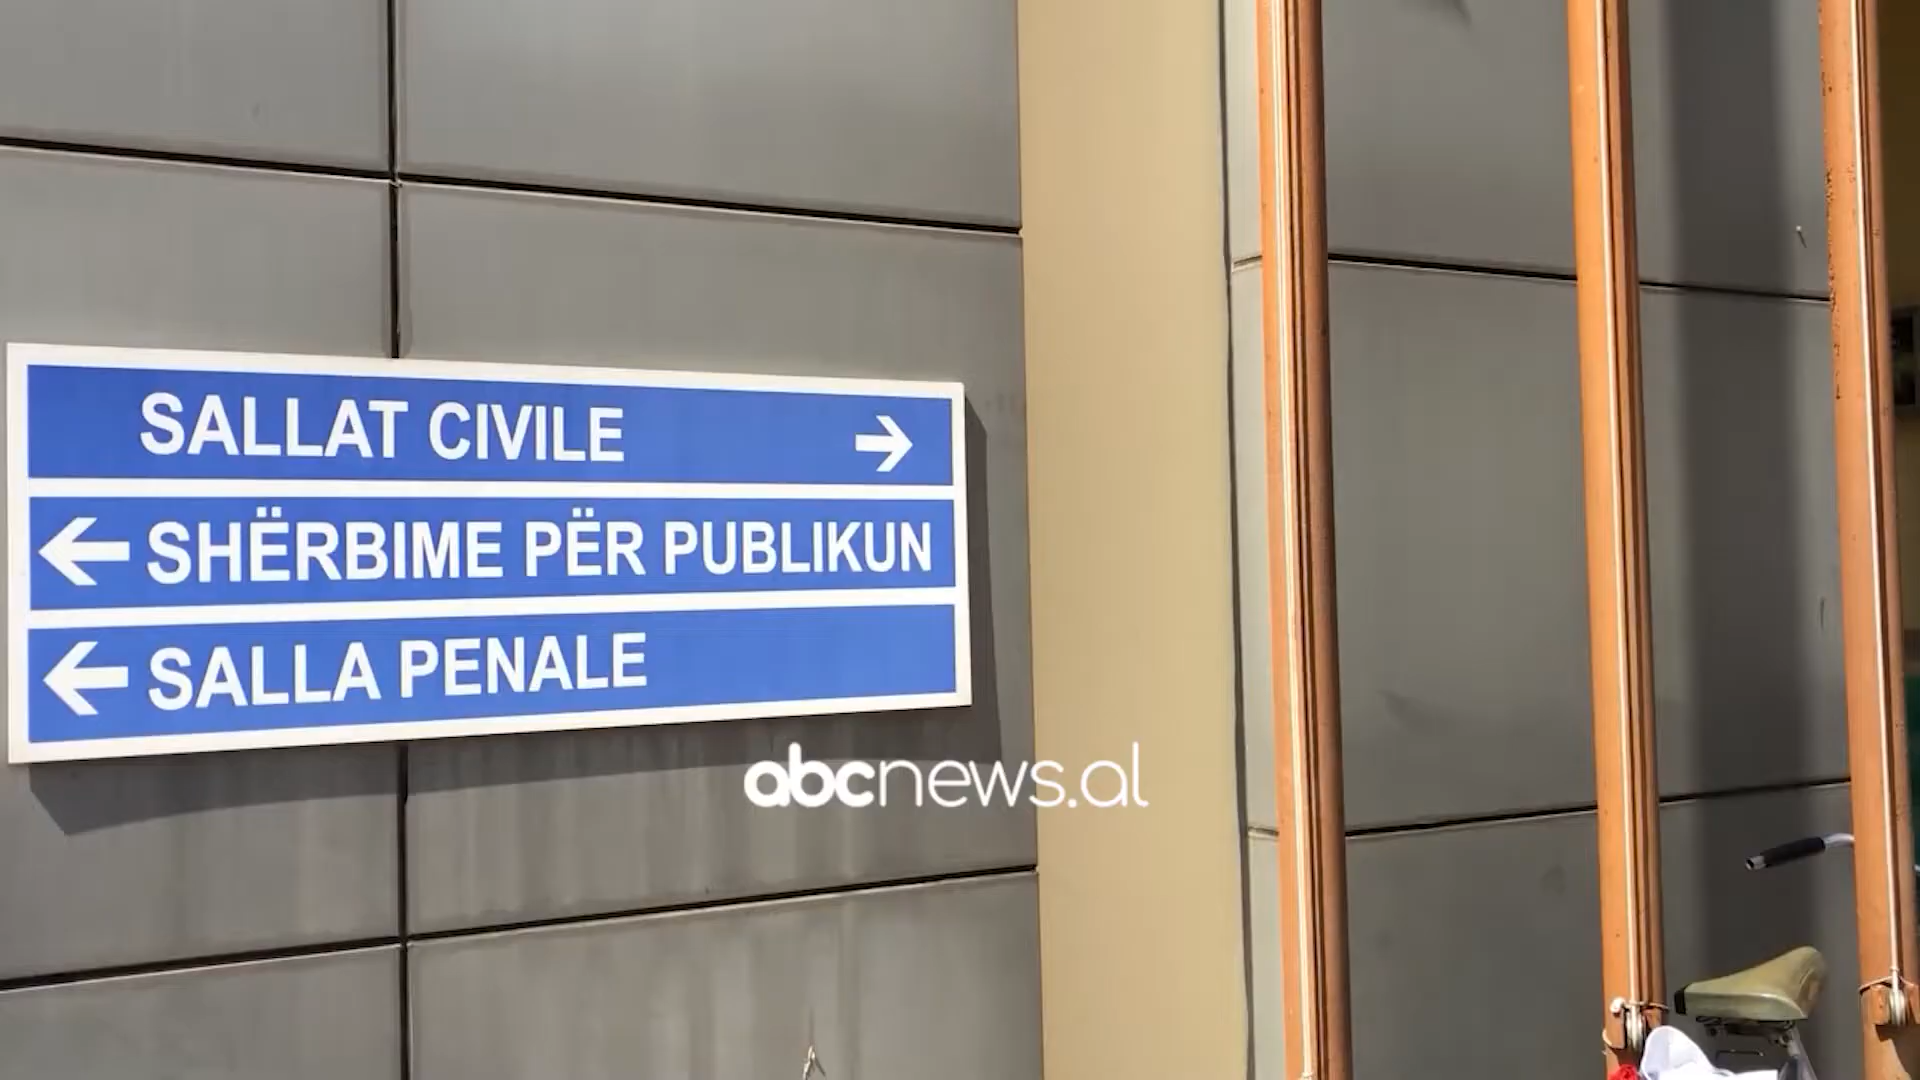 SALLAT CIVILE →
← SHËRBIME PËR PUBLIKUN
← SALLA PENALE
abcnews.al